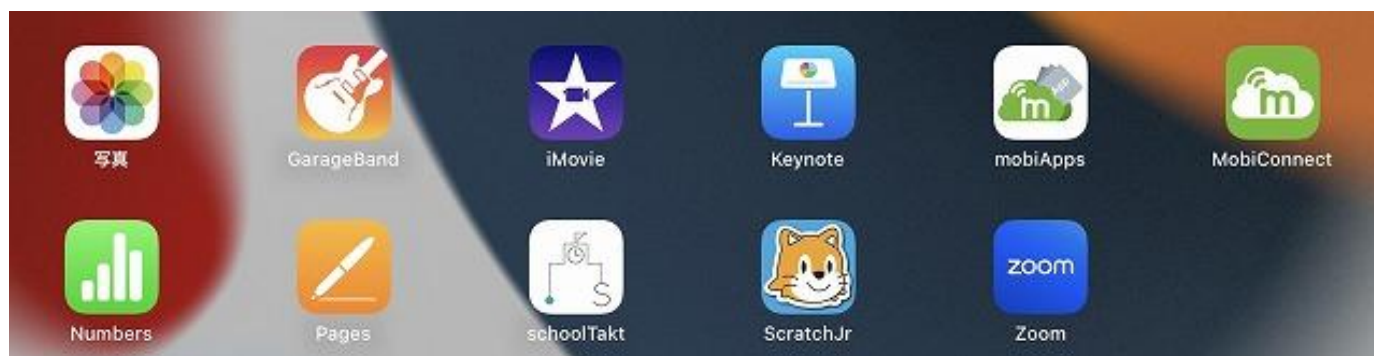 写真
GarageBand
iMovie
Keynote
mobiApps
MobiConnect
Numbers
Pages
schoolTakt
ScratchJr
zoom
Zoom